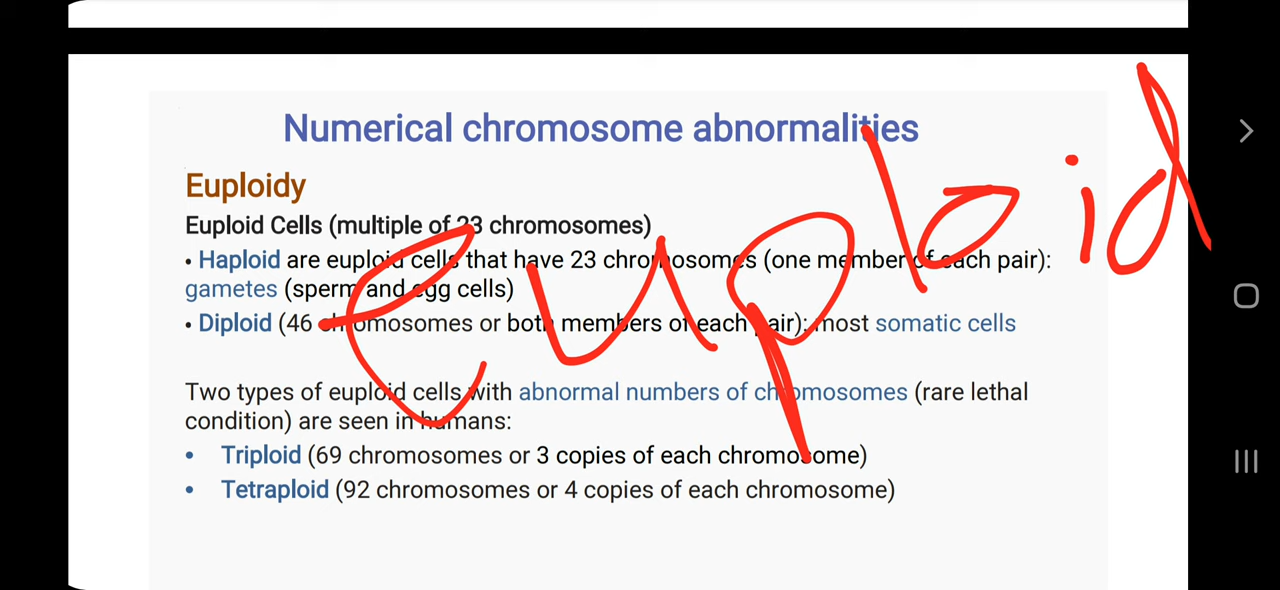 Numerical chromosome abnormalities
Euploidy
Euploid Cells (multiple of 23 chromosomes)
• Haploid are euploid cells that have 23 chromosomes (one member of each pair):
gametes (sperm and egg cells)
• Diploid (46 chromosomes or both members of each pair); most somatic cells
Two types of euploid cells with abnormal numbers of chromosomes (rare lethal
condition) are seen in humans:
• Triploid (69 chromosomes or 3 copies of each chromosome)
• Tetraploid (92 chromosomes or 4 copies of each chromosome)
euploid